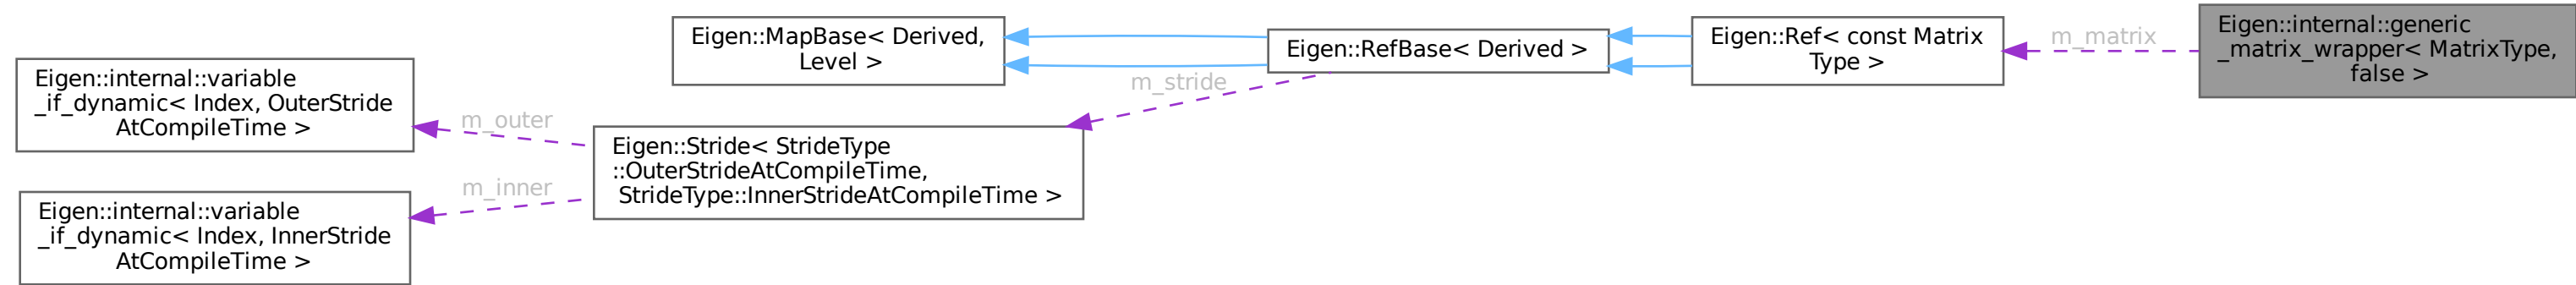 Eigen::internal::variable
_if_dynamic< Index, OuterStride
AtCompileTime >
m_outer
Eigen::internal::variable
_if_dynamic< Index, InnerStride
AtCompileTime >
m_inner
Eigen::MapBase< Derived,
Level >
Eigen::Stride< StrideType
::OuterStrideAtCompileTime,
StrideType::InnerStrideAtCompileTime >
m_stride
Eigen::RefBase< Derived >
Eigen::Ref< const Matrix
Type >
m_matrix
Eigen::internal::generic
_matrix_wrapper< MatrixType,
false >